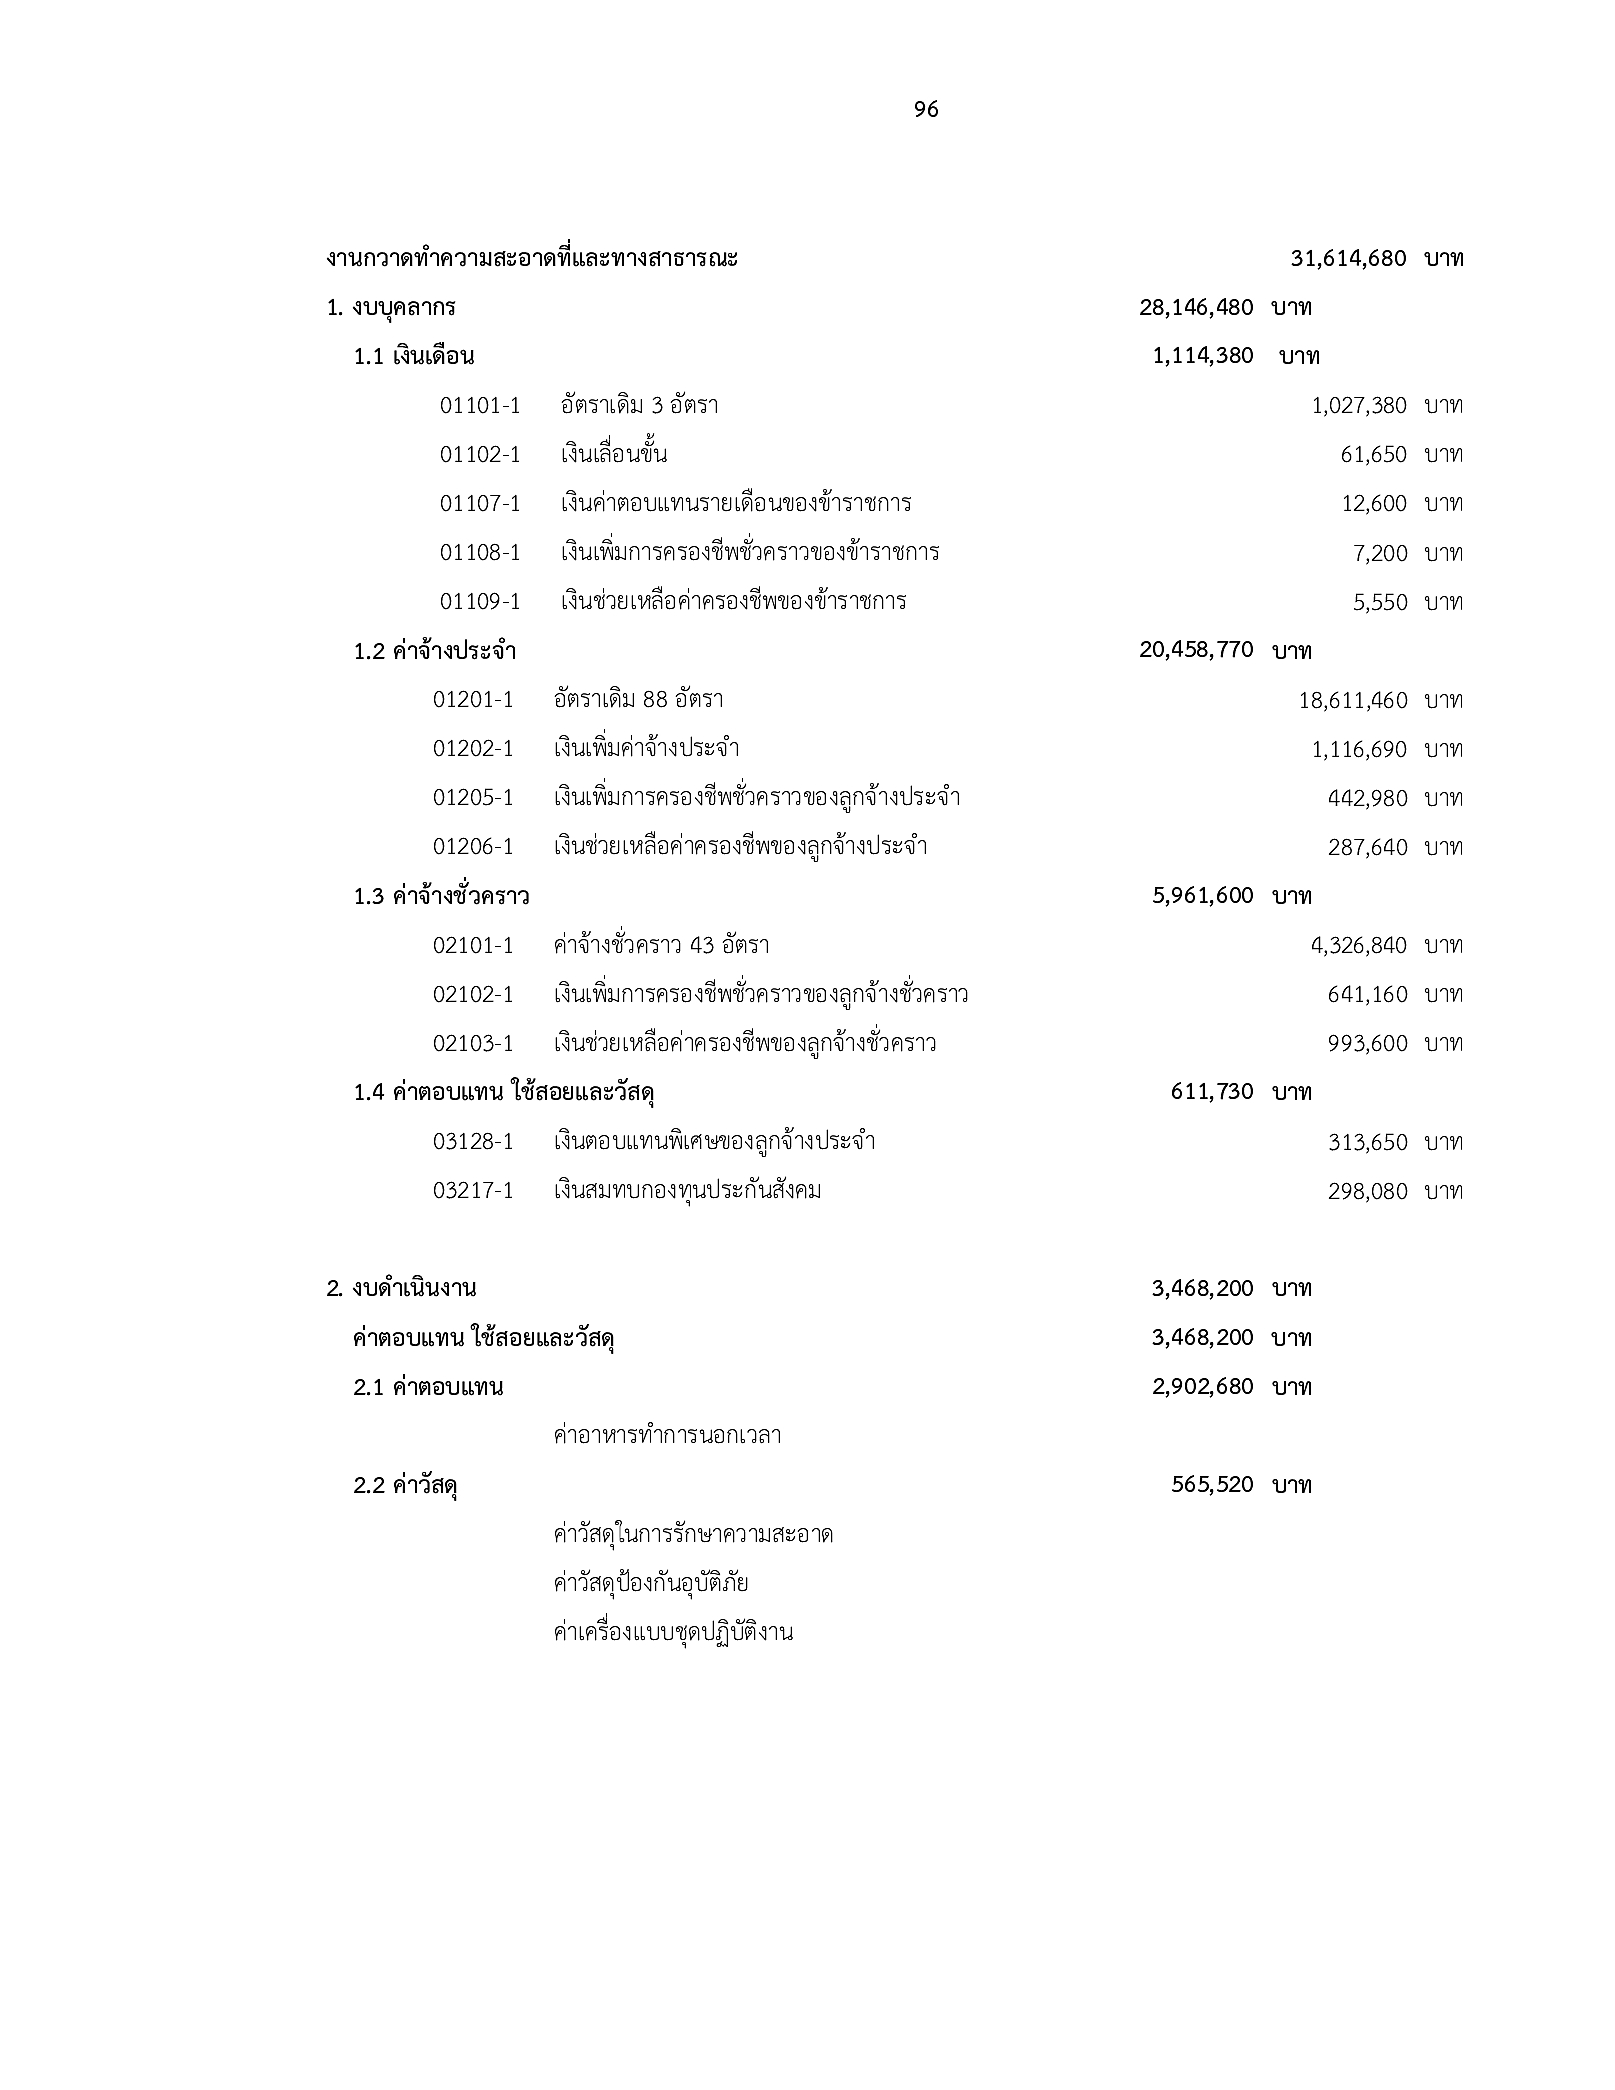 96
งานกวาดทำความสะอาดที่และทางสาธารณะ 31,614,680 บาท
1. งบบุคลากร 28,146,480 บาท
1.1 เงินเดือน 1,114,380 บาท
01101-1 อัตราเดิม 3 อัตรา 1,027,380 บาท
01102-1 เงินเลื่อนขั้น 61,650 บาท
01107-1 เงินค่าตอบแทนรายเดือนของข้าราชการ 12,600 บาท
01108-1 เงินเพิ่มการครองชีพชั่วคราวของข้าราชการ 7,200 บาท
01109-1 เงินช่วยเหลือค่าครองชีพของข้าราชการ 5,550 บาท
1.2 ค่าจ้างประจำ 20,458,770 บาท
01201-1 อัตราเดิม 88 อัตรา 18,611,460 บาท
01202-1 เงินเพิ่มค่าจ้างประจำ 1,116,690 บาท
01205-1 เงินเพิ่มการครองชีพชั่วคราวของลูกจ้างประจำ 442,980 บาท
01206-1 เงินช่วยเหลือค่าครองชีพของลูกจ้างประจำ 287,640 บาท
1.3 ค่าจ้างชั่วคราว 5,961,600 บาท
02101-1 ค่าจ้างชั่วคราว 43 อัตรา 4,326,840 บาท
02102-1 เงินเพิ่มการครองชีพชั่วคราวของลูกจ้างชั่วคราว 641,160 บาท
02103-1 เงินช่วยเหลือค่าครองชีพของลูกจ้างชั่วคราว 993,600 บาท
1.4 ค่าตอบแทน ใช้สอยและวัสดุ 611,730 บาท
03128-1 เงินตอบแทนพิเศษของลูกจ้างประจำ 313,650 บาท
03217-1 เงินสมทบกองทุนประกันสังคม 298,080 บาท
2. งบดำเนินงาน 3,468,200 บาท
ค่าตอบแทน ใช้สอยและวัสดุ 3,468,200 บาท
2.1 ค่าตอบแทน 2,902,680 บาท
ค่าอาหารทำการนอกเวลา
2.2 ค่าวัสดุ 565,520 บาท
ค่าวัสดุในการรักษาความสะอาด
ค่าวัสดุป้องกันอุบัติภัย
ค่าเครื่องแบบชุดปฏิบัติงาน